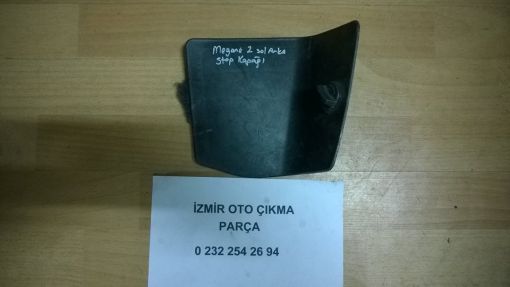 Megane 2 sol Arka
Stop Kapağı
İZMİR OTO ÇIKMA
PARÇA
0 232 254 26 94